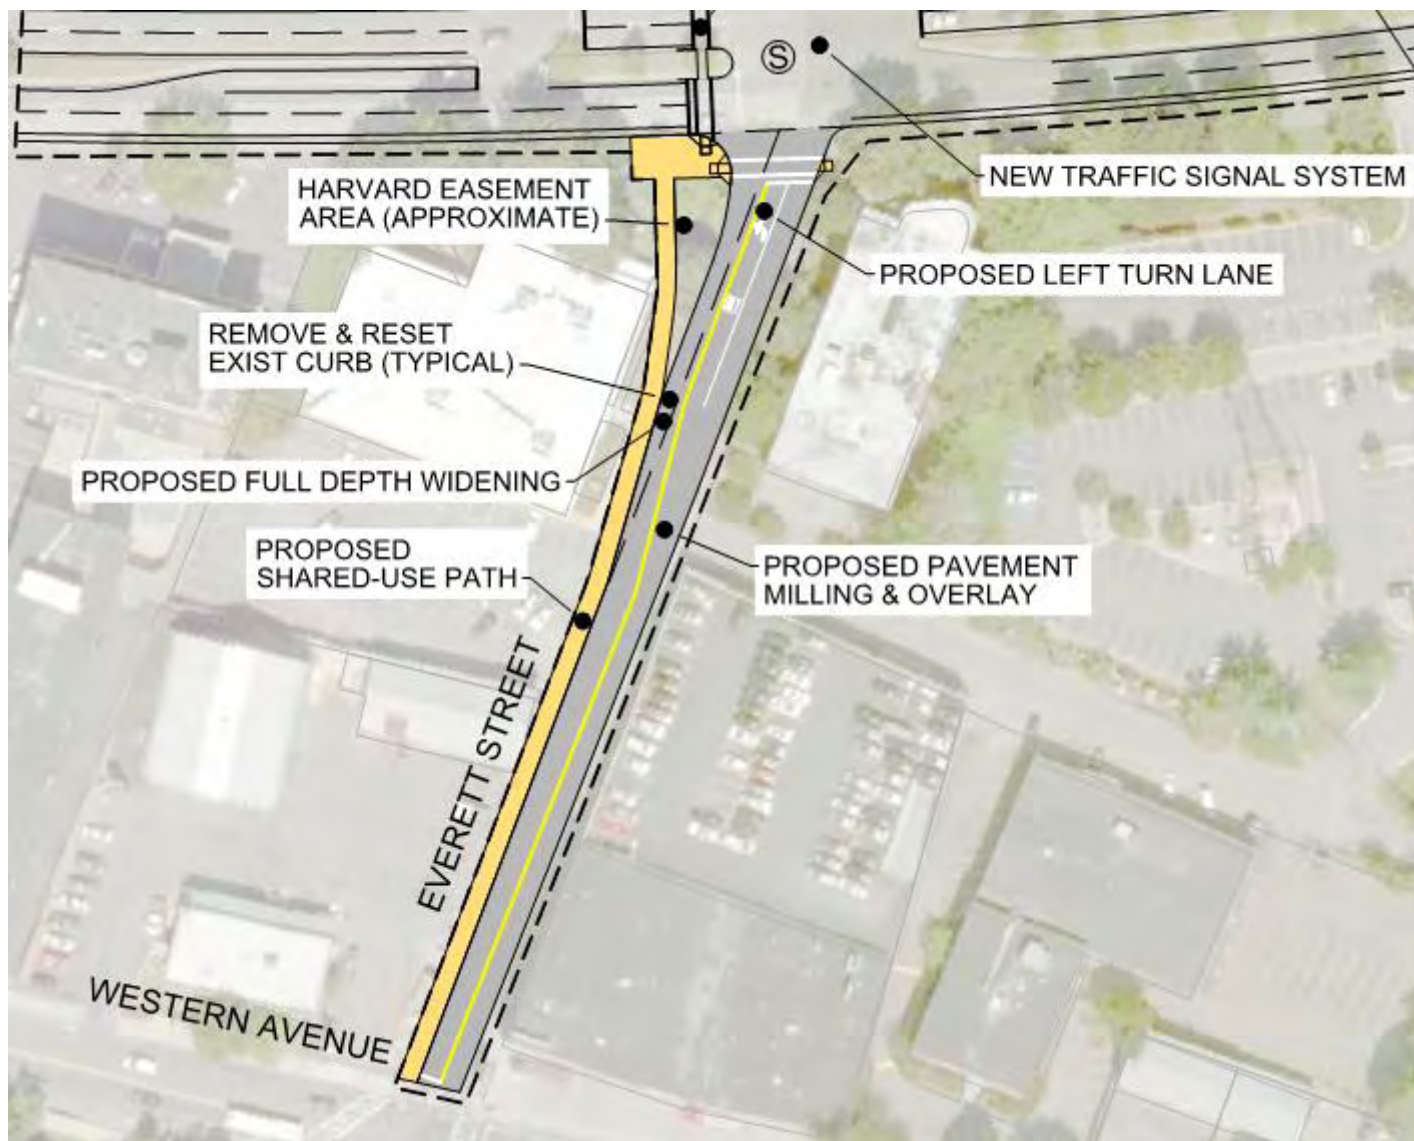 S
NEW TRAFFIC SIGNAL SYSTEM
HARVARD EASEMENT
AREA (APPROXIMATE)
PROPOSED LEFT TURN LANE
REMOVE & RESET
EXIST CURB (TYPICAL)
PROPOSED FULL DEPTH WIDENING
PROPOSED
SHARED-USE PATH
PROPOSED PAVEMENT
MILLING & OVERLAY
EVERETT STREET
WESTERN AVENUE